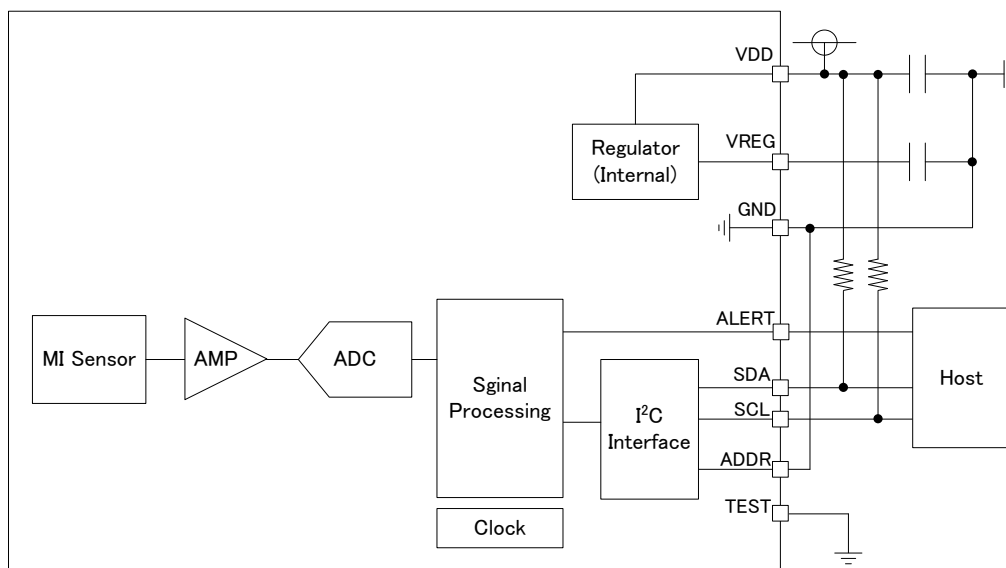 VDD
Regulator
(Internal)
VREG
GND
ALERT
MI Sensor
AMP
ADC
Sginal
Processing
I²C
Interface
SDA
SCL
ADDR
Host
TEST
Clock